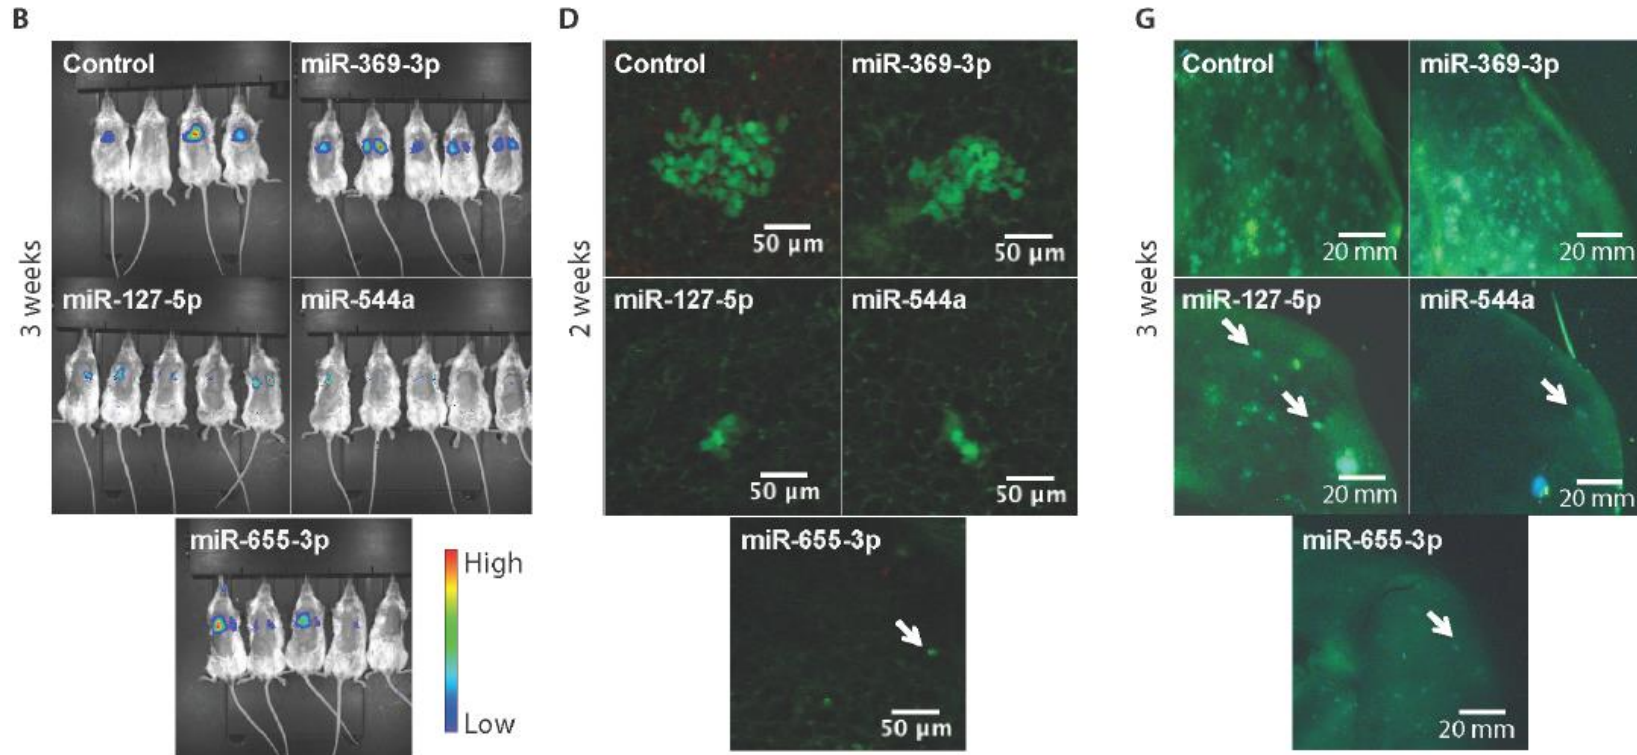 B
3 weeks
Control
miR-369-3p
miR-127-5p
miR-544a
miR-655-3p
High
Low
D
2 weeks
Control
50 µm
miR-369-3p
50 µm
miR-127-5p
50 µm
miR-544a
50 µm
miR-655-3p
50 µm
G
3 weeks
Control
20 mm
miR-369-3p
20 mm
miR-127-5p
20 mm
miR-544a
20 mm
miR-655-3p
20 mm